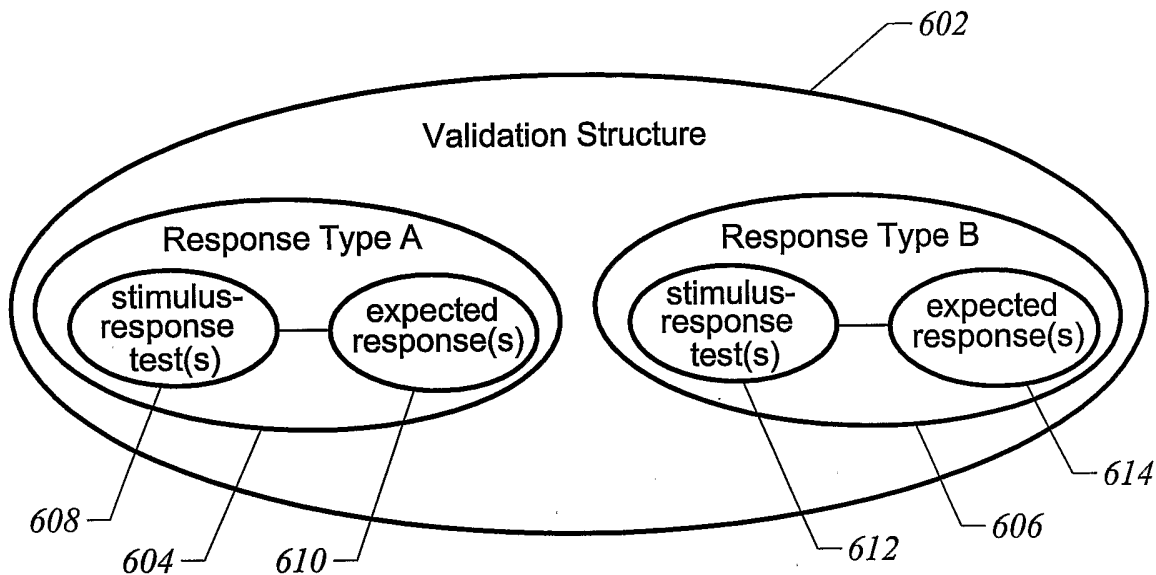 602
Validation Structure
Response Type A
stimulus-
response
test(s)
expected
response(s)
Response Type B
stimulus-
response
test(s)
expected
response(s)
608
604
610
612
606
614